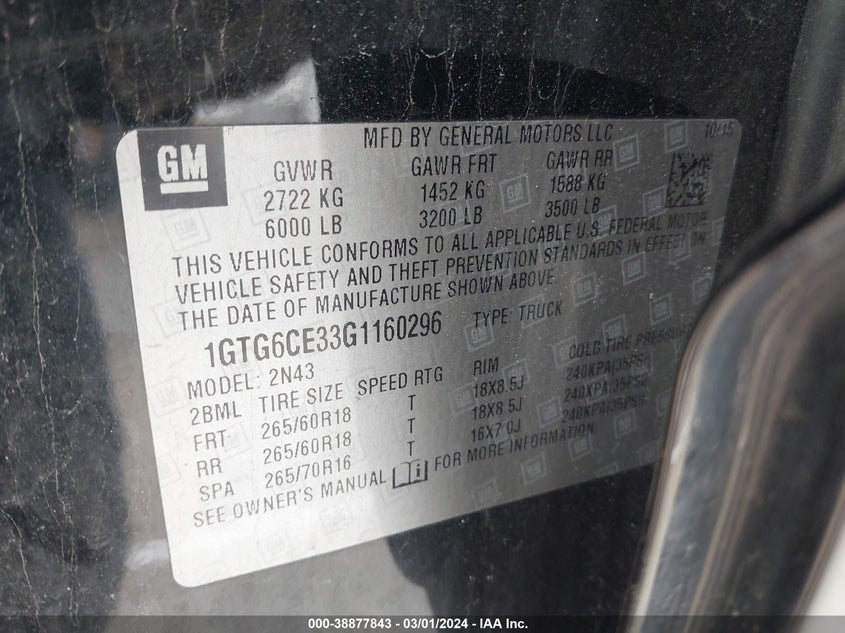 MFD BY GENERAL MOTORS LLC 10/15
GM
GVWR GAWR FRT GAWR RR
2722 KG 1452 KG 1588 KG
6000 LB 3200 LB 3500 LB
THIS VEHICLE CONFORMS TO ALL APPLICABLE U.S. FEDERAL MOTOR
VEHICLE SAFETY AND THEFT PREVENTION STANDARDS IN EFFECT ON
THE DATE OF MANUFACTURE SHOWN ABOVE.
1GTG6CE33G1160296 TYPE: TRUCK
MODEL: 2N43
2BML TIRE SIZE SPEED RTG RIM COLD TIRE PRESSURE
FRT 265/60R18 T 18X8.5J 240KPA(35PSI)
RR 265/60R18 T 18X8.5J 240KPA(35PSI)
SPA 265/70R16 T 16X7.0J 240KPA(35PSI)
SEE OWNER'S MANUAL FOR MORE INFORMATION
000-38877843 - 03/01/2024 - IAA Inc.